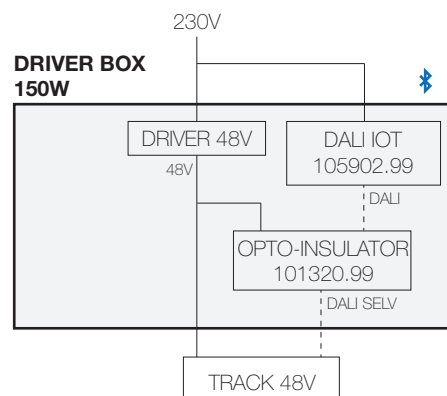 230V
DRIVER BOX
150W
DRIVER 48V
48V
DALI IOT
105902.99
DALI
OPTO-INSULATOR
101320.99
DALI SELV
TRACK 48V